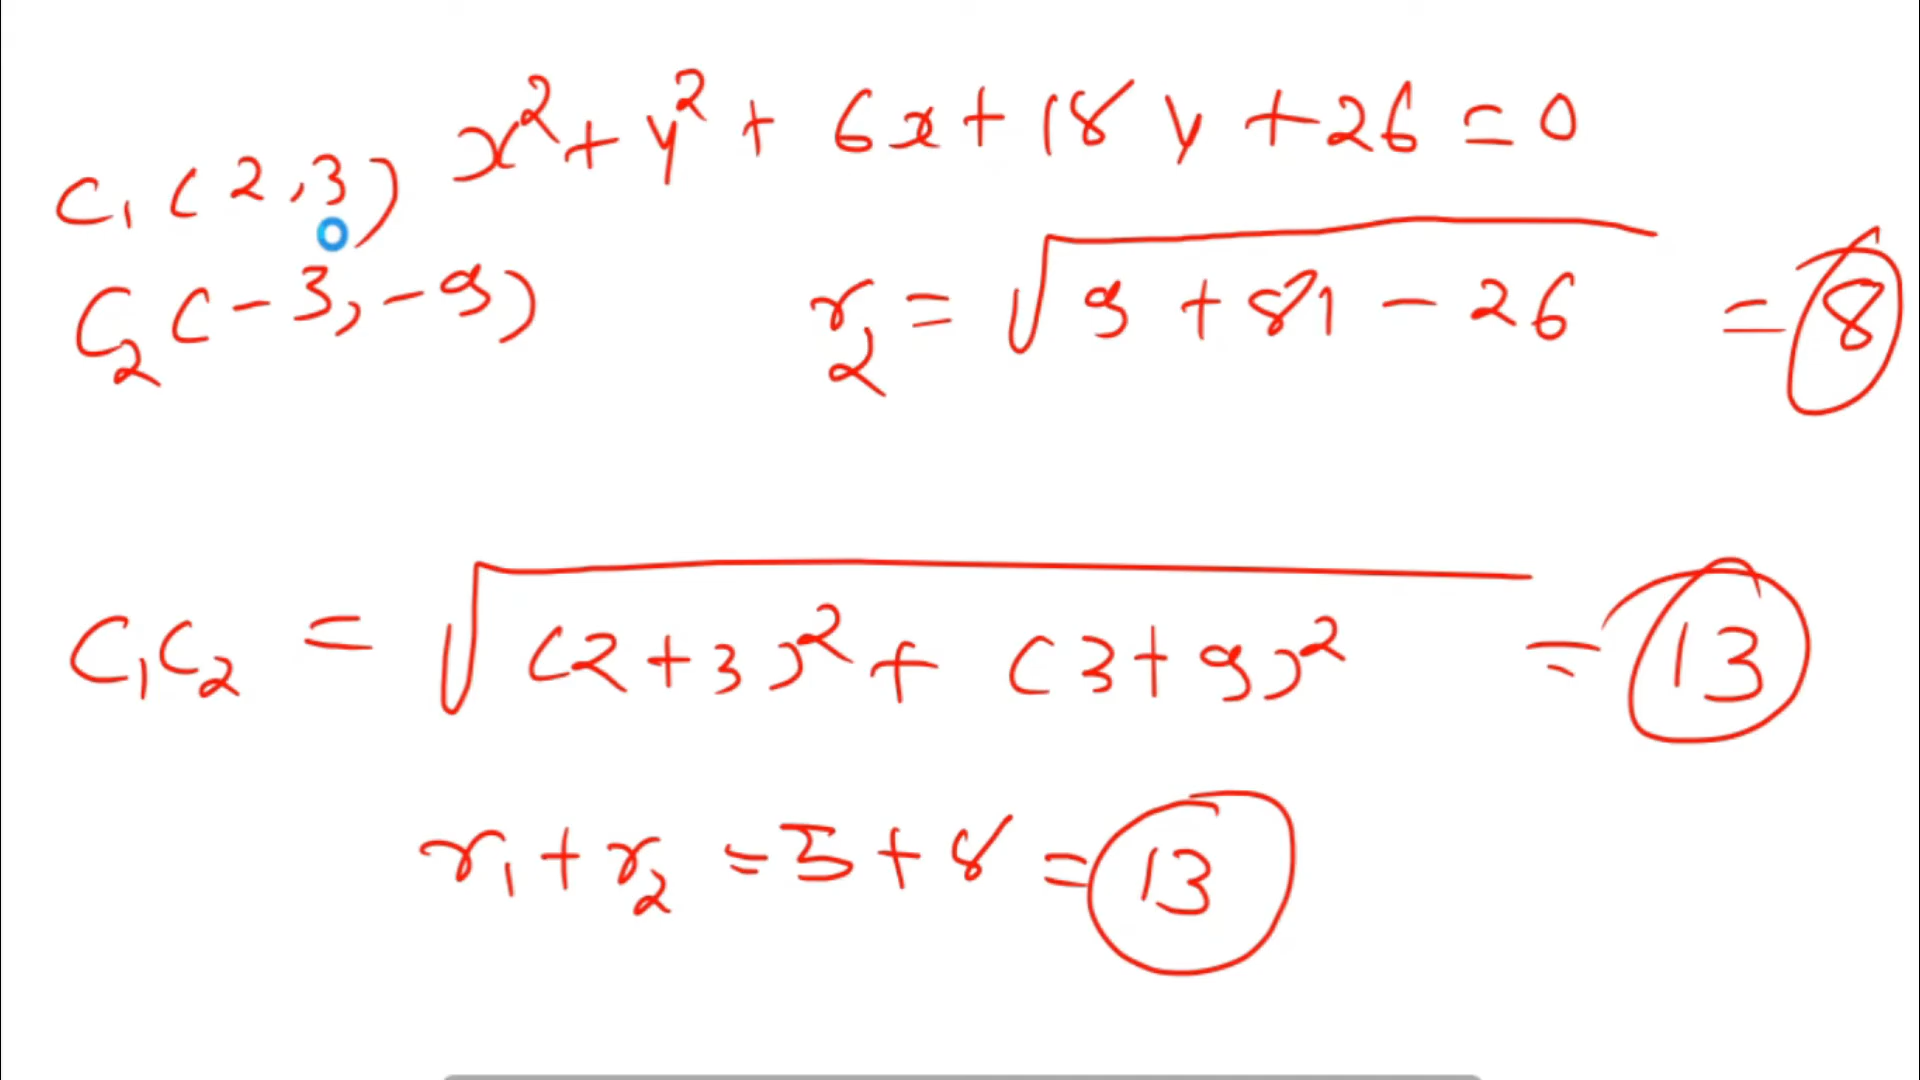 x² + y² + 6x + 18y + 26 = 0
C₁(2,3)
C₂(-3,-9)
r₂ = √(9 + 81 - 26) = 8
C₁C₂ = √((2+3)² + (3+9)²) = 13
r₁ + r₂ = 5 + 8 = 13